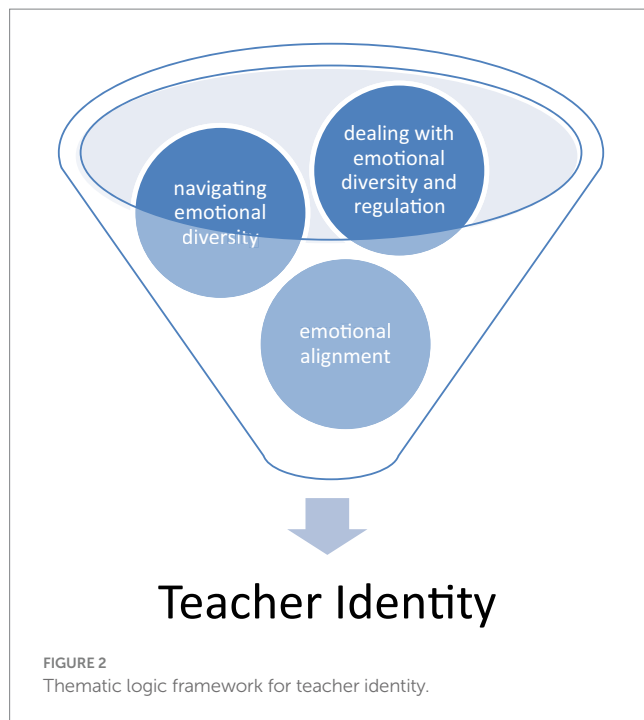 dealing with
emotional
diversity and
regulation
navigating
emotional
diversity
emotional
alignment
Teacher Identity
FIGURE 2
Thematic logic framework for teacher identity.